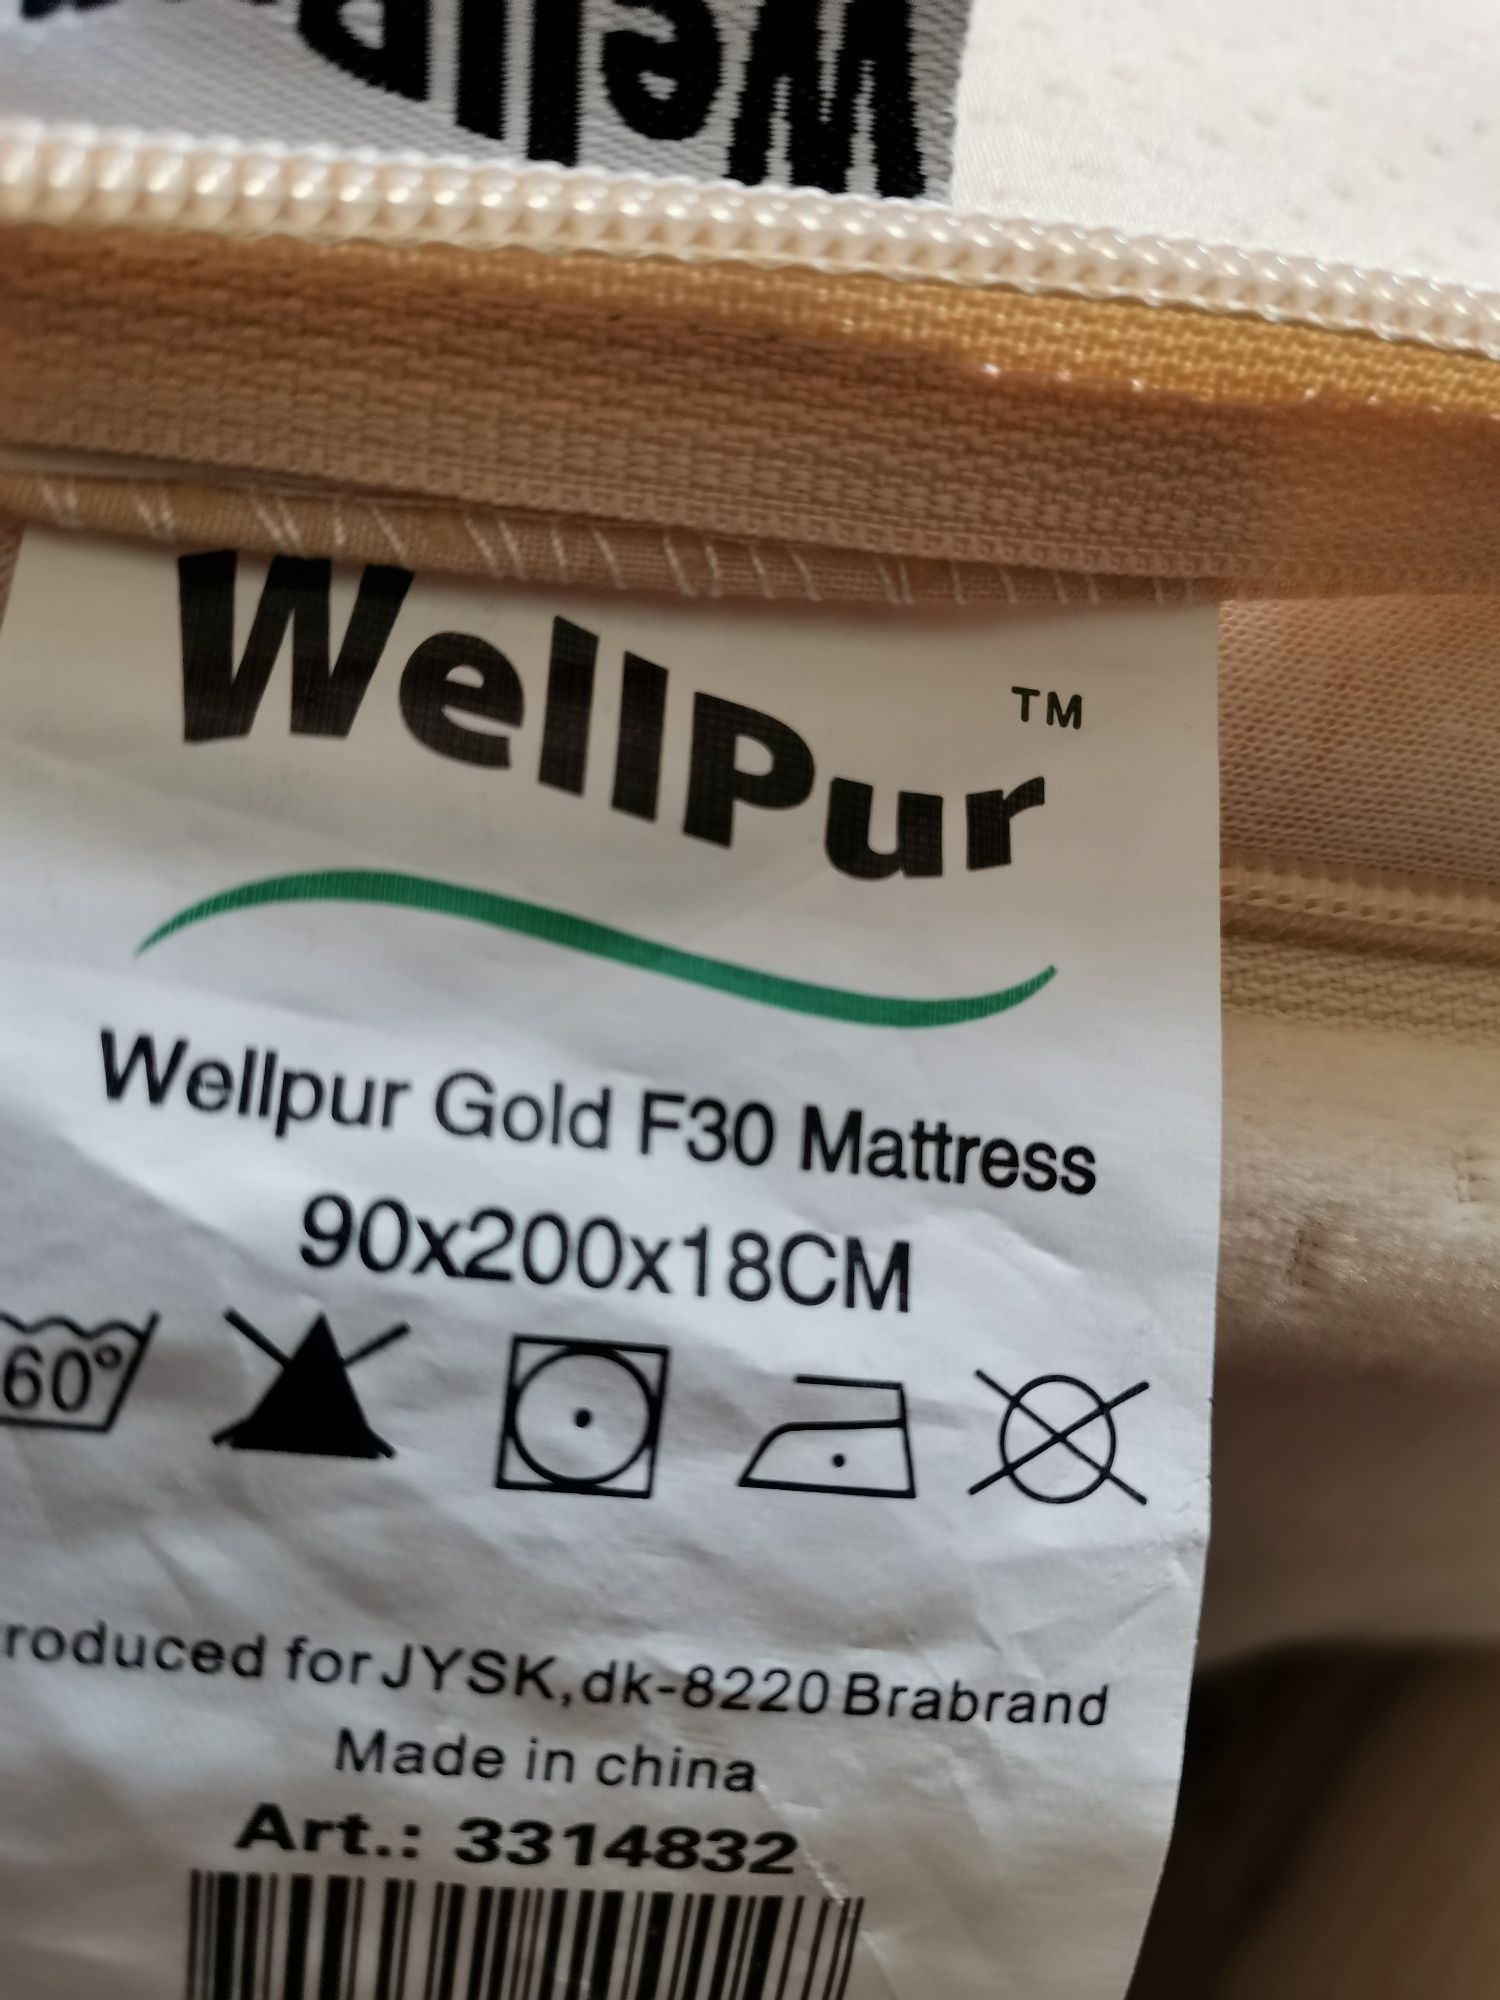 Well
WellPur TM
Wellpur Gold F30 Mattress
90x200x18CM
60°
roduced for JYSK,dk-8220 Brabrand
Made in china
Art.: 3314832